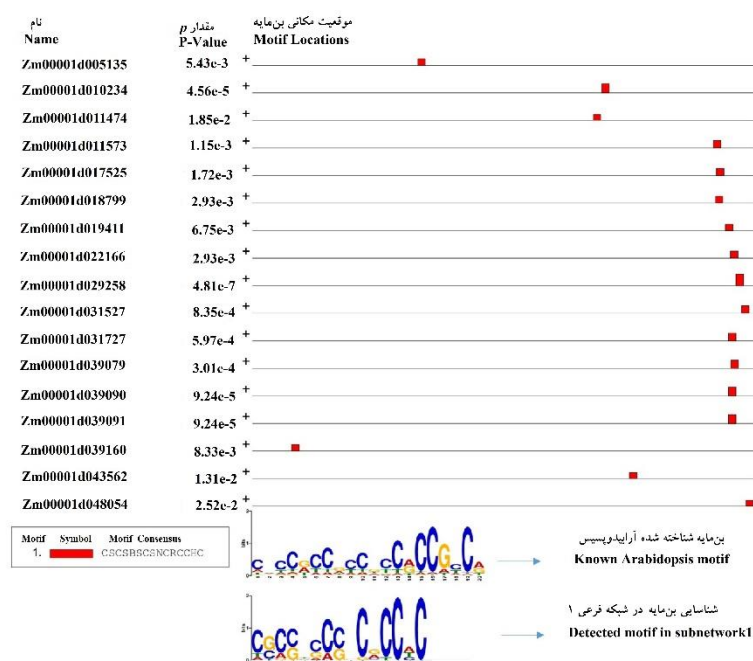 نام
مقدار p
موقعیت مکانی بن‌مایه
Name
P-Value
Motif Locations
Zm00001d005135 5.43e-3 +
Zm00001d010234 4.56e-5 +
Zm00001d011474 1.85e-2 +
Zm00001d011573 1.15e-3 +
Zm00001d017525 1.72e-3 +
Zm00001d018799 2.93e-3 +
Zm00001d019411 6.75e-3 +
Zm00001d022166 2.93e-3 +
Zm00001d029258 4.81e-7 +
Zm00001d031527 8.35e-4 +
Zm00001d031727 5.97e-4 +
Zm00001d039079 3.01e-4 +
Zm00001d039090 9.24e-5 +
Zm00001d039091 9.24e-5 +
Zm00001d039160 8.33e-3 +
Zm00001d043562 1.31e-2 +
Zm00001d048054 2.52e-2 +
Motif Symbol Motif Consensus
1. CSCSBSCSNCRCCHC
بن‌مایه شناخته شده آرابیدوپسیس
Known Arabidopsis motif
شناسایی بن‌مایه در شبکه فرعی ۱
Detected motif in subnetwork1